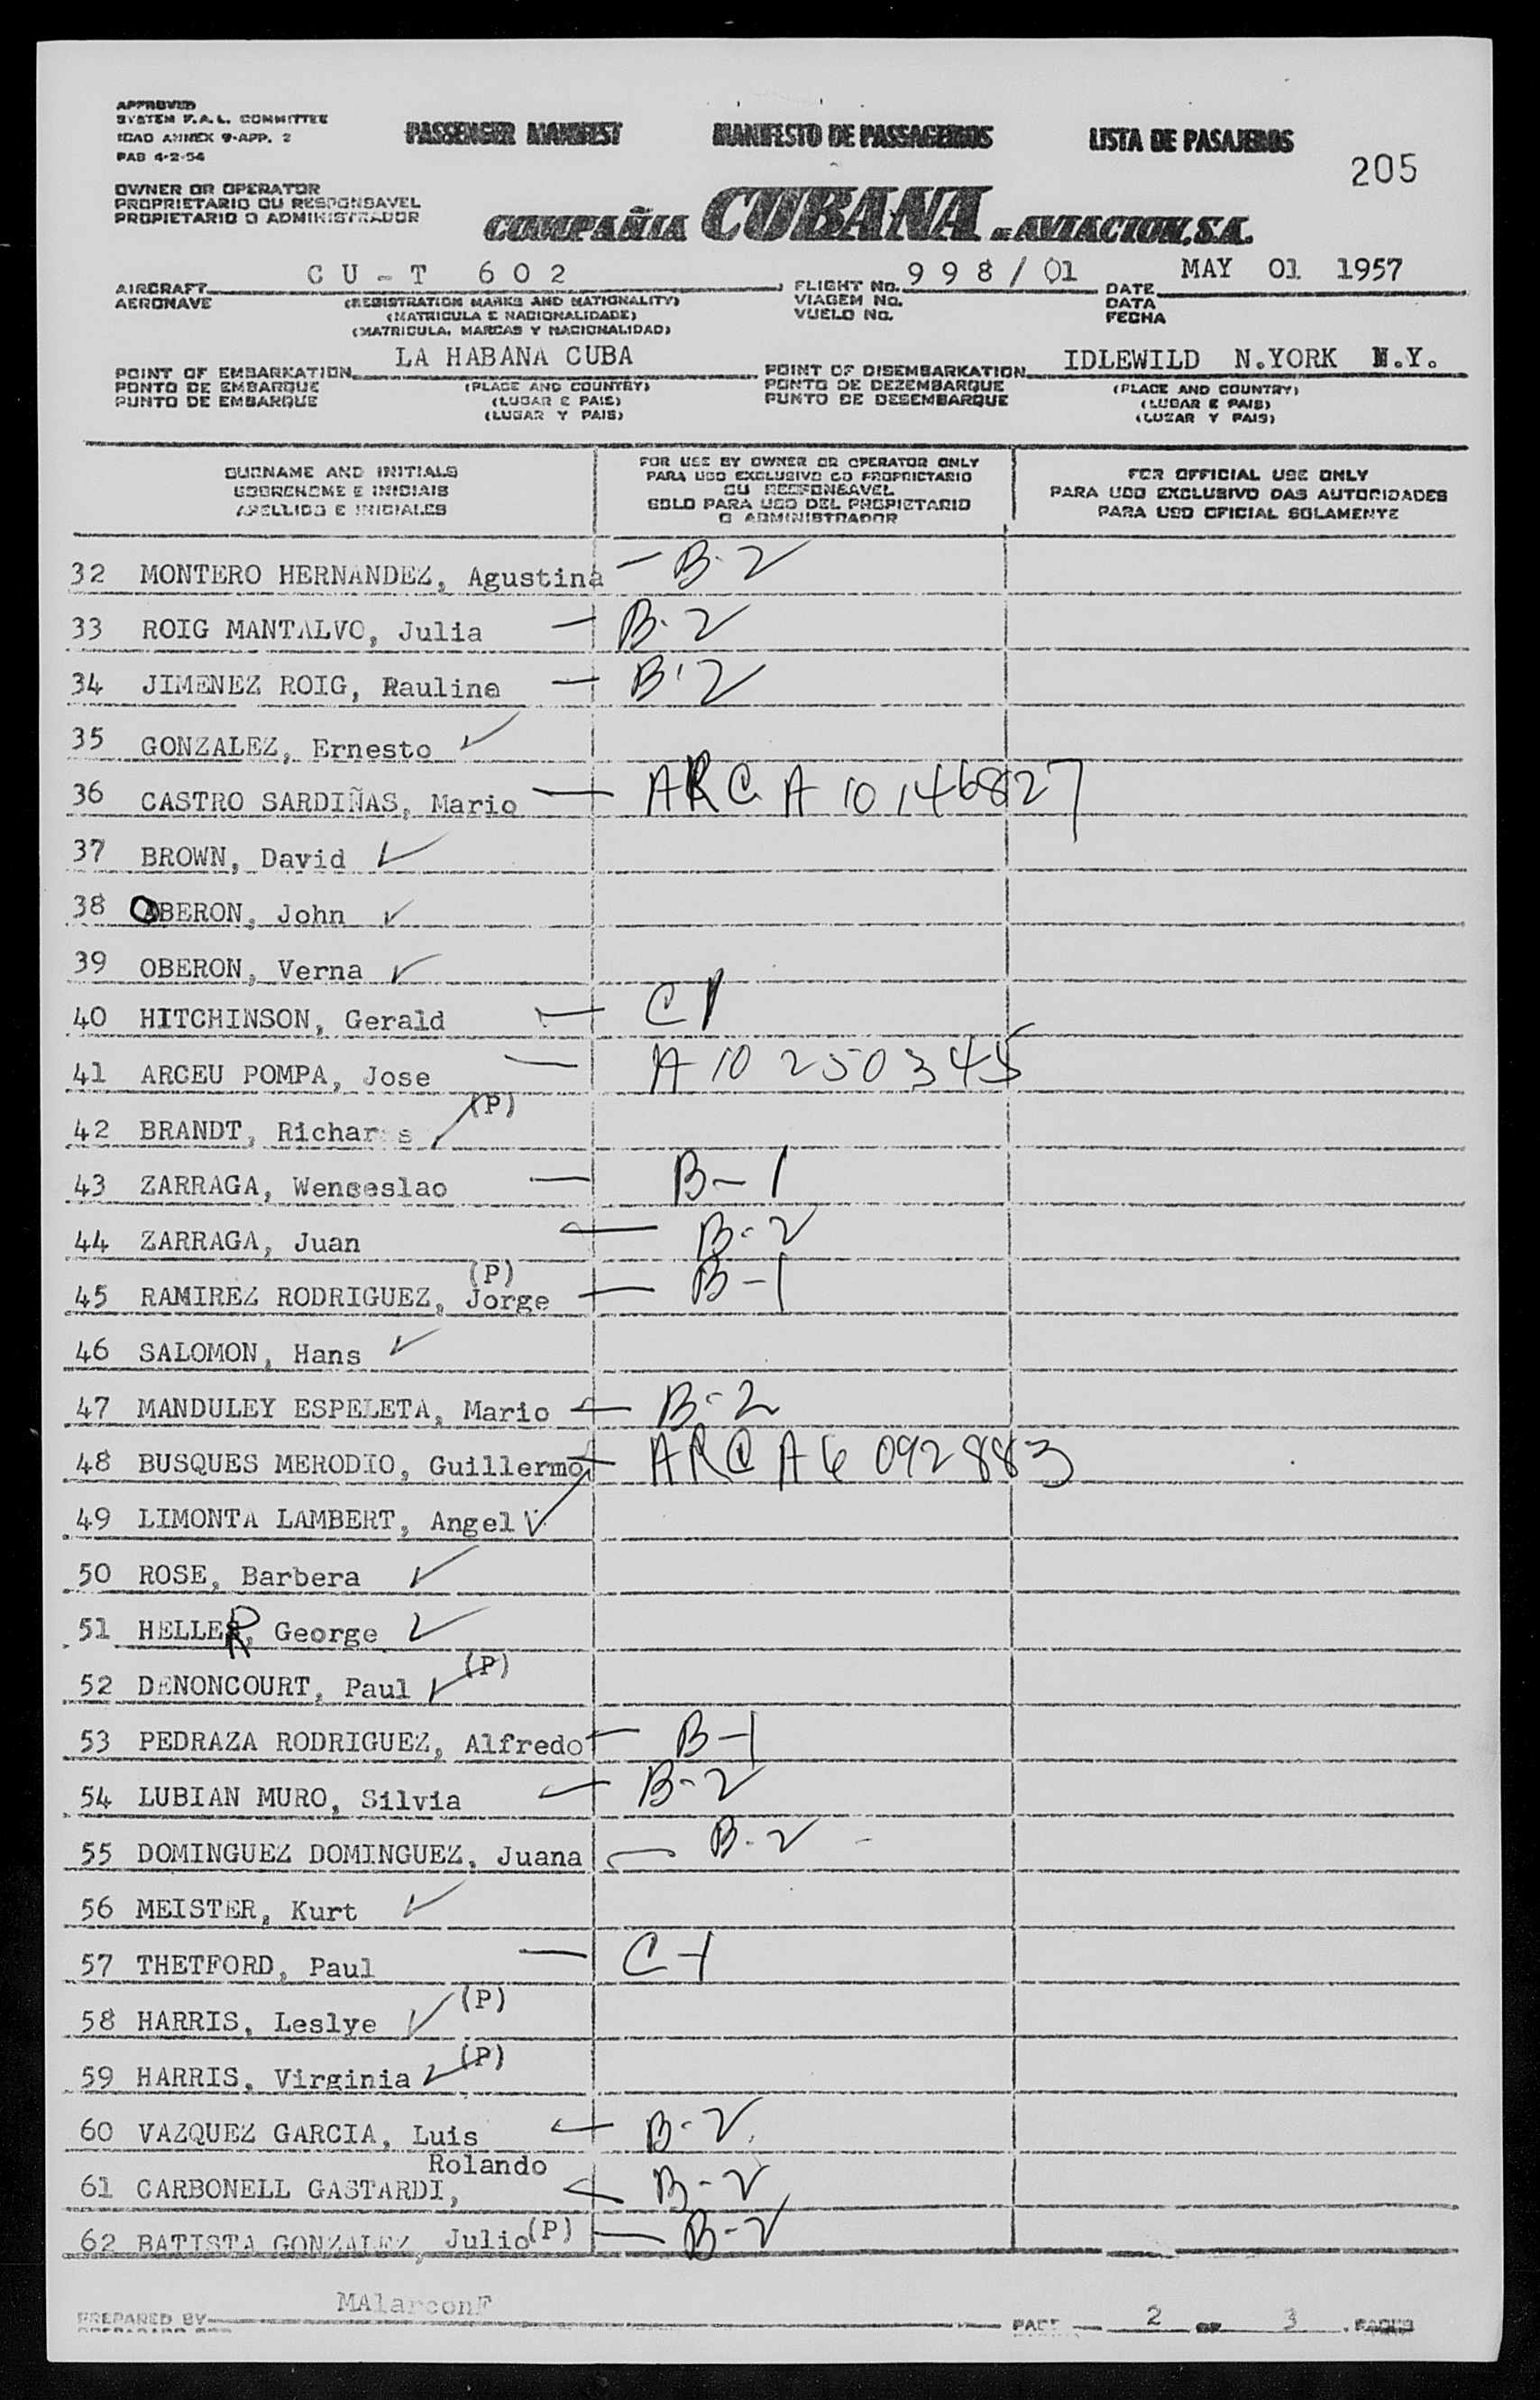 APPROVED
SYSTEM F.A.L. COMMITTEE
ICAO ANNEX 9-APP. 2
PAB 4-2-54
PASSENGER MANIFEST MANIFESTO DE PASSAGEIROS LISTA DE PASAJEROS
205
OWNER OR OPERATOR
PROPRIETARIO OU RESPONSAVEL
PROPIETARIO O ADMINISTRADOR
COMPAÑIA CUBANA DE AVIACION, S.A.
AIRCRAFT CU-T 602 FLIGHT No. 998/01 DATE MAY 01 1957
AERONAVE (REGISTRATION MARKS AND NATIONALITY) VIAGEM No. DATA
(MATRICULA E NACIONALIDADE) VUELO No. FECHA
(MATRICULA, MARCAS Y NACIONALIDAD)
POINT OF EMBARKATION LA HABANA CUBA POINT OF DISEMBARKATION IDLEWILD N.YORK N.Y.
PONTO DE EMBARQUE (PLACE AND COUNTRY) PONTO DE DEZEMBARQUE (PLACE AND COUNTRY)
PUNTO DE EMBARQUE (LUGAR E PAIS) PUNTO DE DESEMBARQUE (LUGAR E PAIS)
(LUGAR Y PAIS) (LUGAR Y PAIS)
SURNAME AND INITIALS
SOBRENOME E INICIAIS
APELLIDO E INICIALES
FOR USE BY OWNER OR OPERATOR ONLY
PARA USO EXCLUSIVO DO PROPRIETARIO
OU RESPONSAVEL
SOLO PARA USO DEL PROPIETARIO
O ADMINISTRADOR
FOR OFFICIAL USE ONLY
PARA USO EXCLUSIVO DAS AUTORIDADES
PARA USO OFICIAL SOLAMENTE
32 MONTERO HERNANDEZ, Agustina — B-2
33 ROIG MANTALVO, Julia — B-2
34 JIMENEZ ROIG, Raulina — B-2
35 GONZALEZ, Ernesto ✓
36 CASTRO SARDIÑAS, Mario — ARC A 10 146827
37 BROWN, David ✓
38 OBERON, John ✓
39 OBERON, Verna ✓
40 HITCHINSON, Gerald — C1
41 ARCEU POMPA, Jose — A 10 250 345
42 BRANDT, Richards ✓ (P)
43 ZARRAGA, Wenceslao — B-1
44 ZARRAGA, Juan — B-2
45 RAMIREZ RODRIGUEZ, Jorge (P) — B-1
46 SALOMON, Hans ✓
47 MANDULEY ESPELETA, Mario — B-2
48 BUSQUES MERODIO, Guillermo — ARC A6 092 883
49 LIMONTA LAMBERT, Angel ✓
50 ROSE, Barbera ✓
51 HELLER, George ✓
52 DENONCOURT, Paul ✓ (P)
53 PEDRAZA RODRIGUEZ, Alfredo — B-1
54 LUBIAN MURO, Silvia — B-2
55 DOMINGUEZ DOMINGUEZ, Juana — B-2
56 MEISTER, Kurt ✓
57 THETFORD, Paul — C-1
58 HARRIS, Leslye ✓ (P)
59 HARRIS, Virginia ✓ (P)
60 VAZQUEZ GARCIA, Luis — B-2
Rolando
61 CARBONELL GASTARDI, — B-2
62 BATISTA GONZALEZ, Julio (P) — B-2
PREPARED BY MAlarconF PAGE 2 OF 3